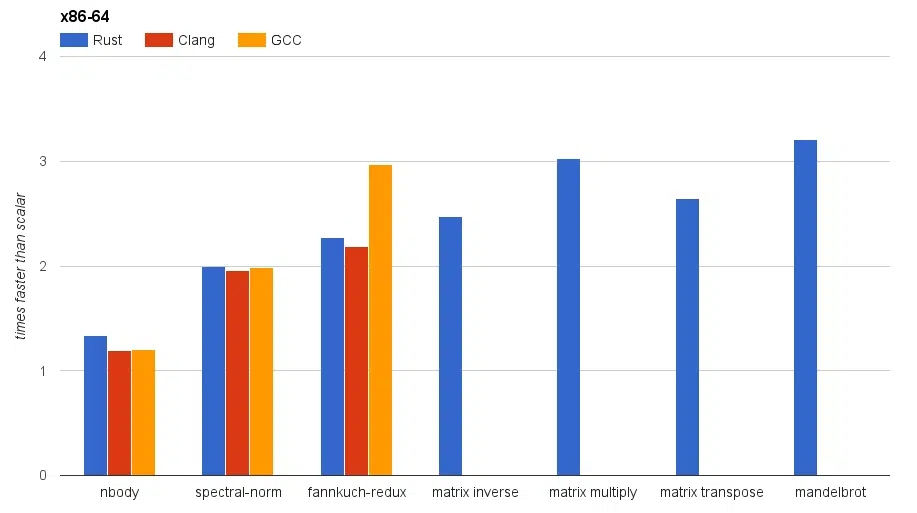 x86-64
Rust Clang GCC
4
3
2
1
0
times faster than scalar
nbody spectral-norm fannkuch-redux matrix inverse matrix multiply matrix transpose mandelbrot